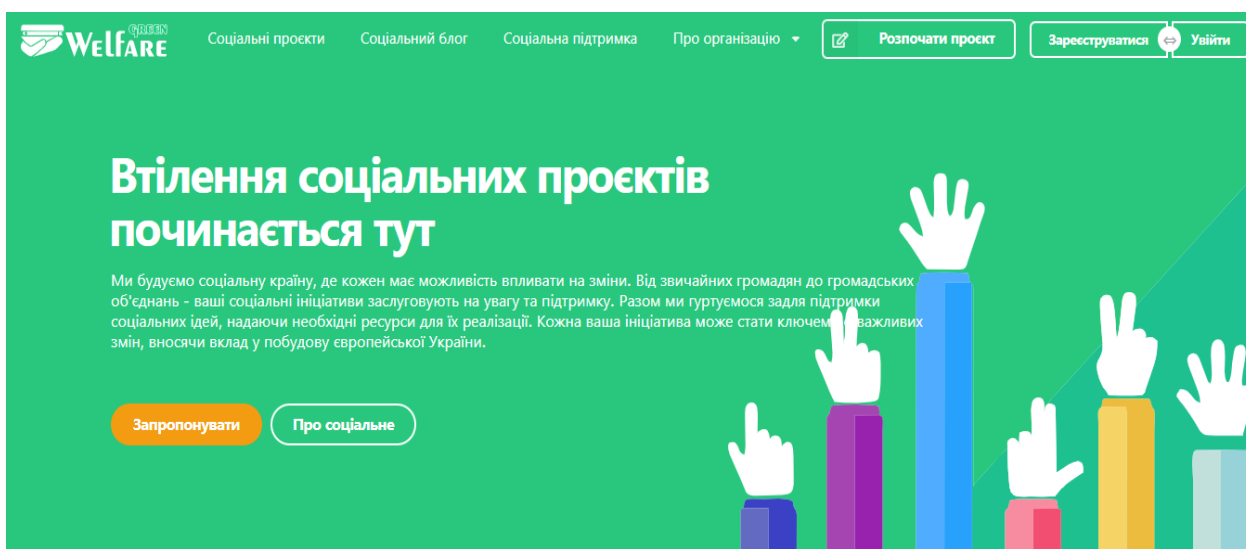 GREEN
WELFARE
Соціальні проєкти
Соціальний блог
Соціальна підтримка
Про організацію
Розпочати проєкт
Зареєструватися
Увійти
Втілення соціальних проєктів
починається тут
Ми будуємо соціальну країну, де кожен має можливість впливати на зміни. Від звичайних громадян до громадських
об'єднань - ваші соціальні ініціативи заслуговують на увагу та підтримку. Разом ми гуртуємося задля підтримки
соціальних ідей, надаючи необхідні ресурси для їх реалізації. Кожна ваша ініціатива може стати ключем важливих
змін, вносячи вклад у побудову європейської України.
Запропонувати
Про соціальне